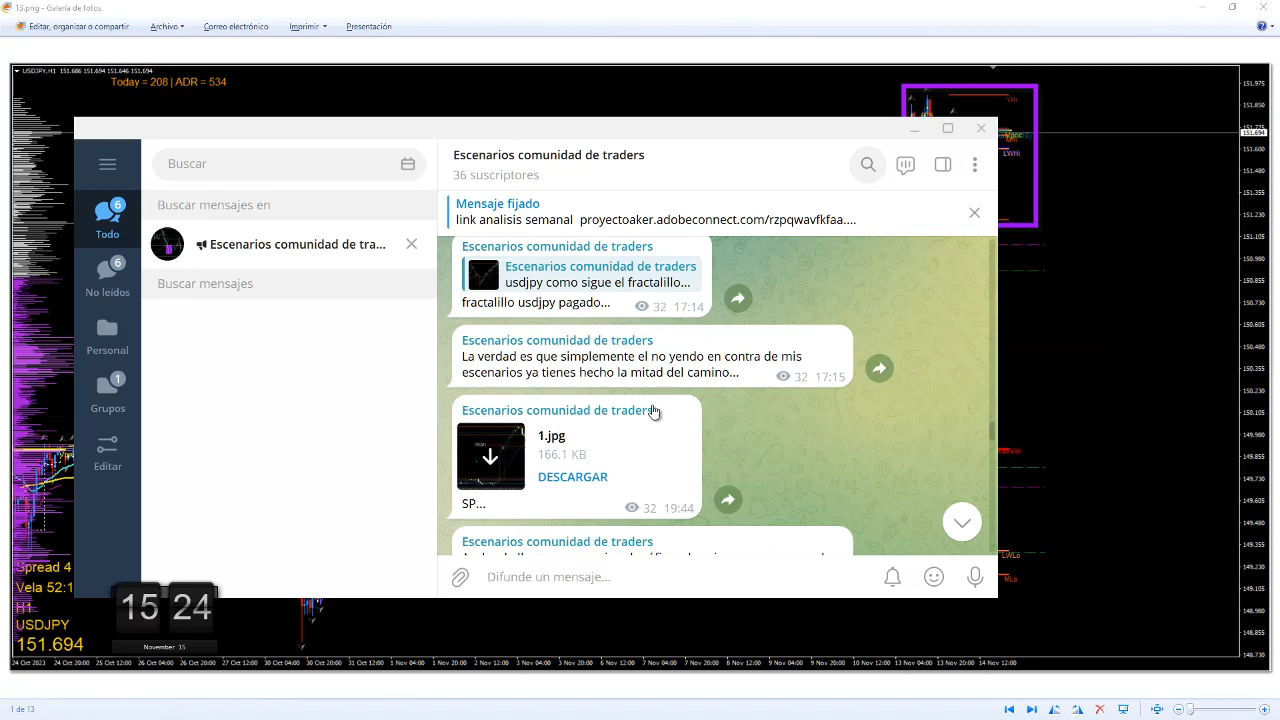 13.png - Galería de fotos
Editar, organizar o compartir
Archivo
Correo electrónico
Imprimir
Presentación
USDJPY,H1 151.686 151.694 151.646 151.694
Today = 208 | ADR = 534
151.975
151.850
151.725
151.694
151.600
151.480
151.355
151.230
151.105
150.980
150.855
150.730
150.605
150.480
150.355
150.230
150.105
149.980
149.855
149.730
149.605
149.480
149.355
149.230
149.105
148.980
148.855
148.730
LWm
LWLo
MLo
Buscar
Buscar mensajes en
Escenarios comunidad de tra...
Buscar mensajes
6
Todo
6
No leídos
Personal
1
Grupos
Editar
Escenarios comunidad de traders
36 suscriptores
Mensaje fijado
link analisis semanal proyectoaker.adobeconnect.com/rzpqwavfkfaa....
Escenarios comunidad de traders
Escenarios comunidad de traders
usdjpy como sigue el fractalillo...
fractalillo usdjpy pagado...
32 17:14
Escenarios comunidad de traders
La verdad es que simplemente el no yendo en contra de mis
escenarios ya tienes hecho la mitad del camino...
32 17:15
Escenarios comunidad de traders
1.jpg
166.1 KB
DESCARGAR
SP...
32 19:44
Escenarios comunidad de traders
Difunde un mensaje...
Spread 4
Vela 52:1
H1
USDJPY
151.694
15 24
November 15
24 Oct 2023 24 Oct 20:00 25 Oct 12:00 26 Oct 04:00 26 Oct 20:00 27 Oct 12:00 30 Oct 04:00 30 Oct 20:00 31 Oct 12:00 1 Nov 04:00 1 Nov 20:00 2 Nov 12:00 3 Nov 04:00 3 Nov 20:00 6 Nov 12:00 7 Nov 04:00 7 Nov 20:00 8 Nov 12:00 9 Nov 04:00 9 Nov 20:00 10 Nov 12:00 13 Nov 04:00 13 Nov 20:00 14 Nov 12:00
1 de 13